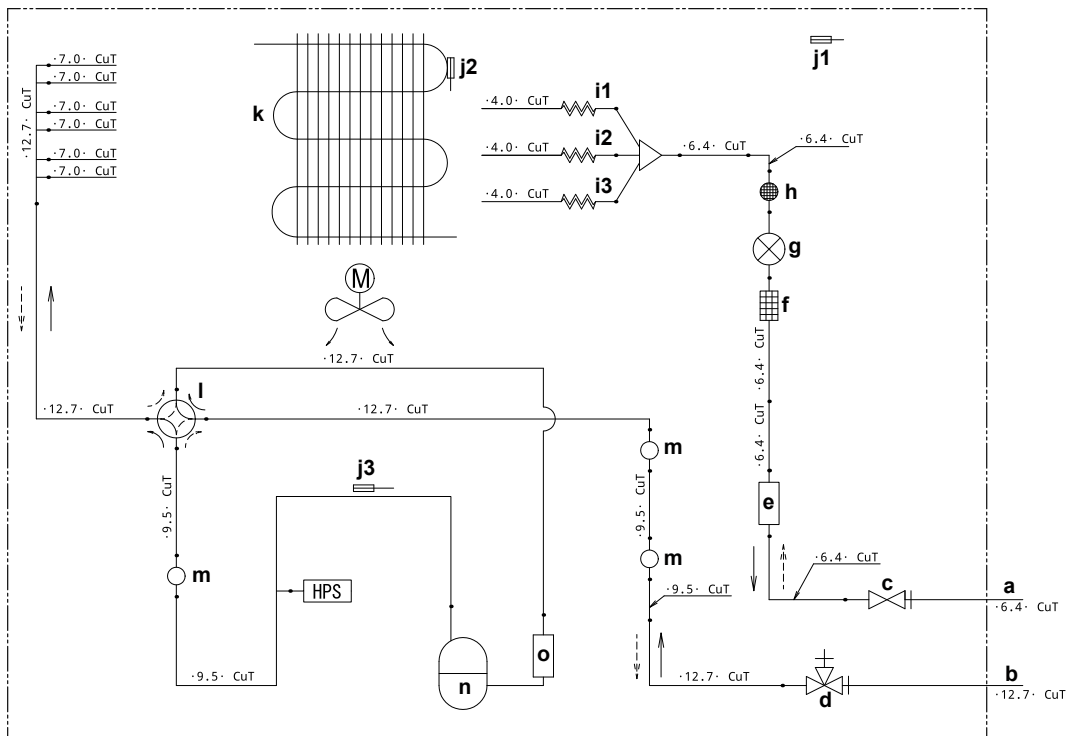 ·7.0· CuT
·7.0· CuT
·7.0· CuT
·7.0· CuT
·7.0· CuT
·7.0· CuT
·12.7· CuT
k
j2
j1
·4.0· CuT
i1
·4.0· CuT
i2
·4.0· CuT
i3
·6.4· CuT
·6.4· CuT
h
g
f
M
·12.7· CuT
·6.4· CuT
l
·12.7· CuT
·12.7· CuT
·6.4· CuT
m
j3
·9.5· CuT
·9.5· CuT
e
m
m
HPS
·6.4· CuT
c
a
·6.4· CuT
·9.5· CuT
o
n
·9.5· CuT
·12.7· CuT
d
b
·12.7· CuT